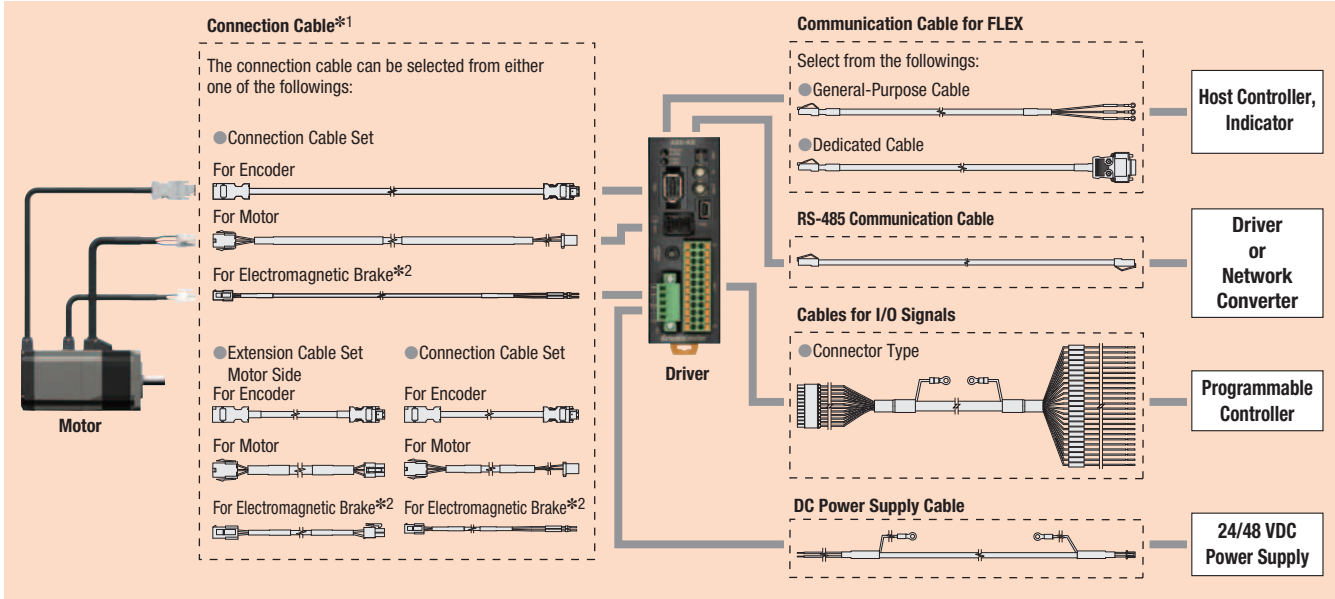 Connection Cable*1
The connection cable can be selected from either
one of the followings:
●Connection Cable Set
For Encoder
For Motor
For Electromagnetic Brake*2
●Extension Cable Set
Motor Side
For Encoder
For Motor
For Electromagnetic Brake*2
●Connection Cable Set
For Encoder
For Motor
For Electromagnetic Brake*2
Motor
Driver
Communication Cable for FLEX
Select from the followings:
●General-Purpose Cable
●Dedicated Cable
Host Controller,
Indicator
RS-485 Communication Cable
Driver
or
Network
Converter
Cables for I/O Signals
●Connector Type
Programmable
Controller
DC Power Supply Cable
24/48 VDC
Power Supply